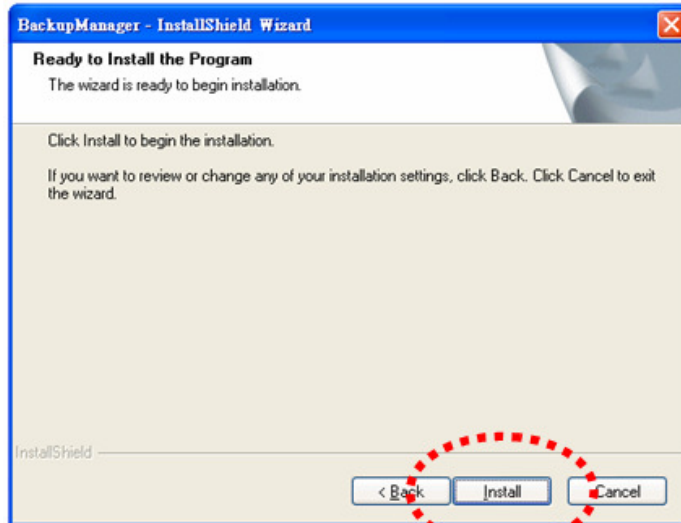 BackupManager - InstallShield Wizard
Ready to Install the Program
The wizard is ready to begin installation.
Click Install to begin the installation.
If you want to review or change any of your installation settings, click Back. Click Cancel to exit
the wizard.
InstallShield
< Back Install Cancel